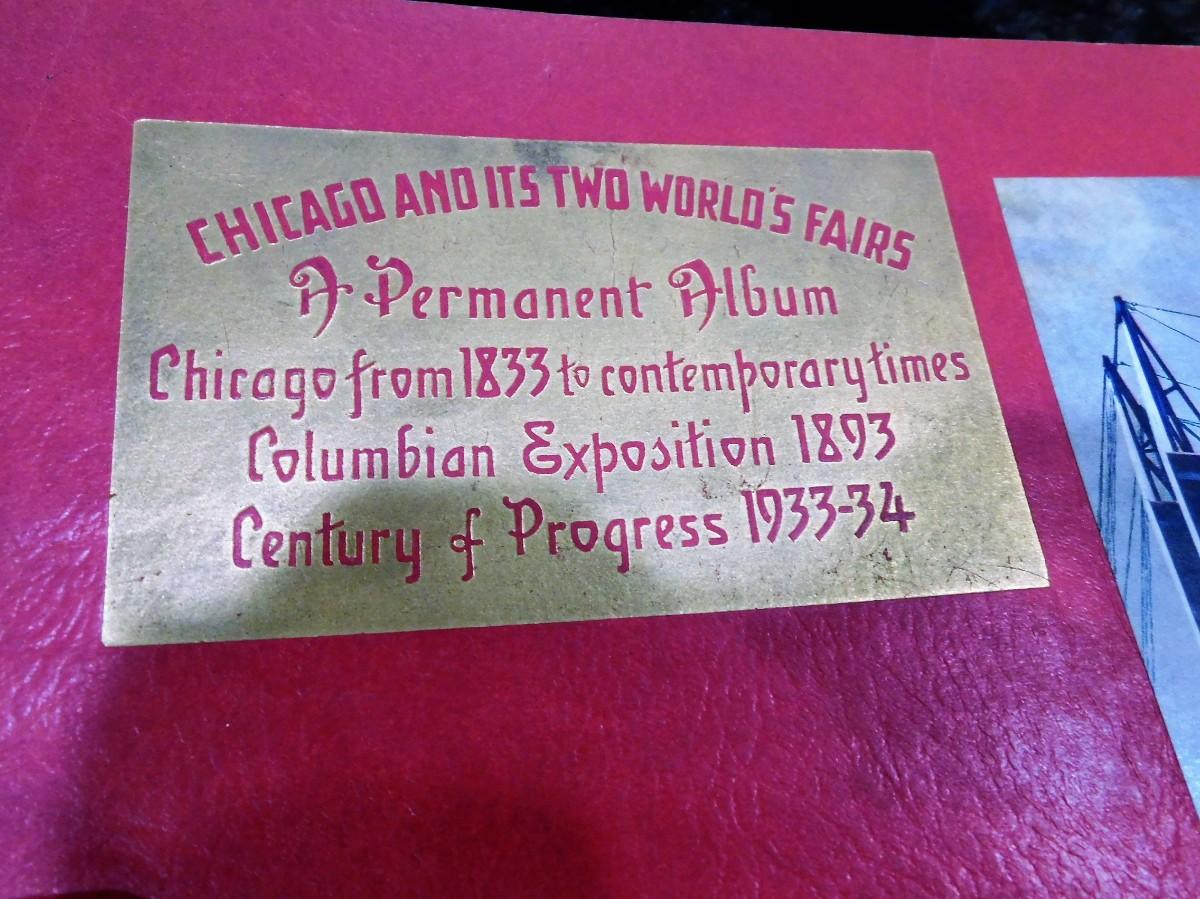 CHICAGO AND ITS TWO WORLD'S FAIRS
A Permanent Album
Chicago from 1833 to contemporary times
Columbian Exposition 1893
Century of Progress 1933-34